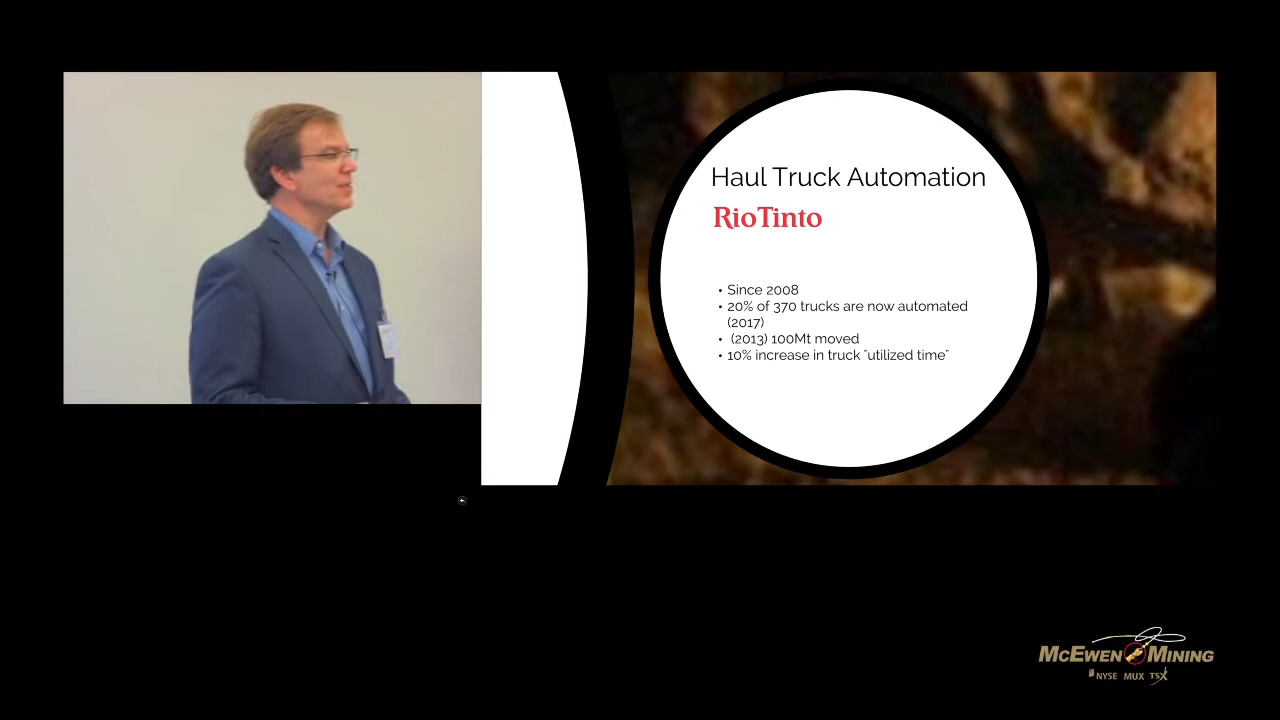 Haul Truck Automation
RioTinto
• Since 2008
• 20% of 370 trucks are now automated
(2017)
• (2013) 100Mt moved
• 10% increase in truck "utilized time"
McEWEN MINING
NYSE MUX TSX